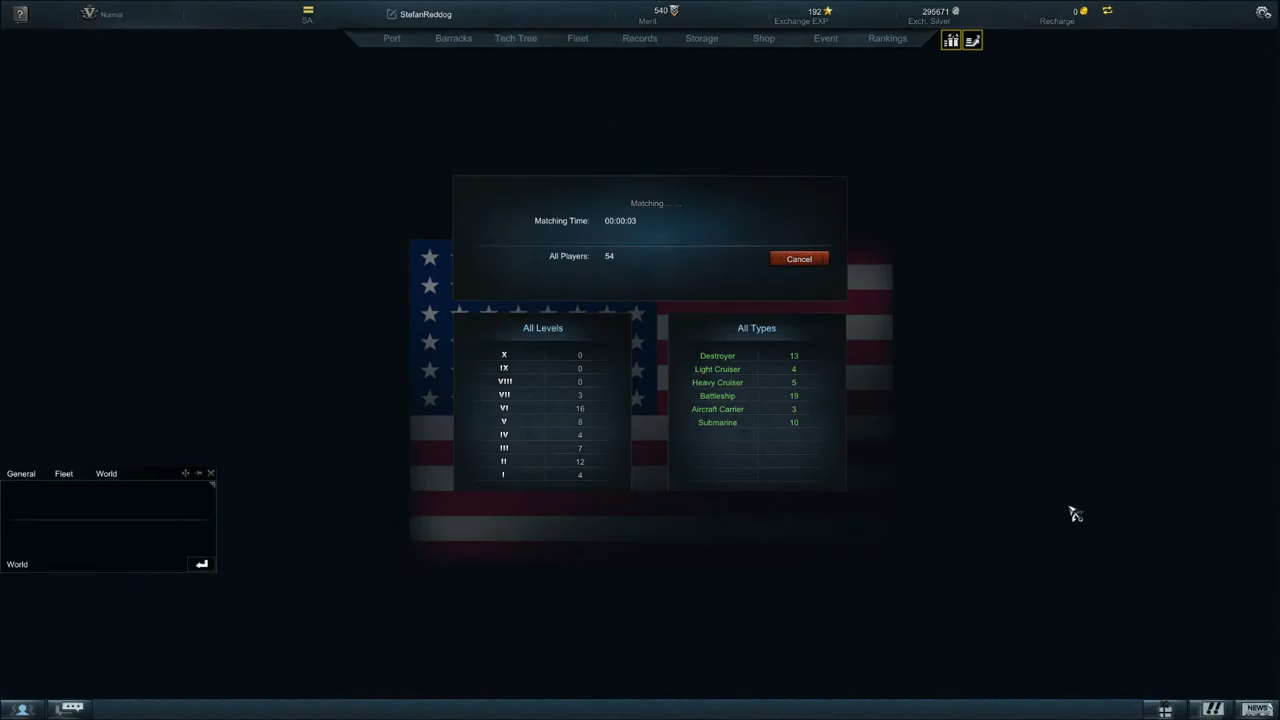 ? Normal SA. StefanReddog 540 Merit 192 Exchange EXP 295671 Exch. Silver 0 Recharge
Port Barracks Tech Tree Fleet Records Storage Shop Event Rankings
Matching... ...
Matching Time: 00:00:03
All Players: 54
Cancel
All Levels
X 0
IX 0
VIII 0
VII 3
VI 16
V 8
IV 4
III 7
II 12
I 4
All Types
Destroyer 13
Light Cruiser 4
Heavy Cruiser 5
Battleship 19
Aircraft Carrier 3
Submarine 10
General Fleet World
World
NEWS